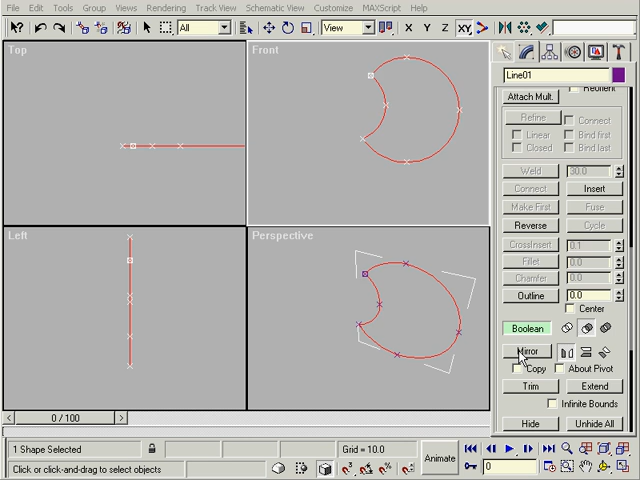 File Edit Tools Group Views Rendering Track View Schematic View Customize MAXScript Help
All View X Y Z XY
Top
Front
Left
Perspective
Line01
Reorient
Attach Mult.
Refine Connect
Linear Bind first
Closed Bind last
Weld 30.0
Connect Insert
Make First Fuse
Reverse Cycle
CrossInsert 0.1
Fillet 0.0
Chamfer 0.0
Outline 0.0
Center
Boolean
Mirror
Copy About Pivot
Trim Extend
Infinite Bounds
Hide Unhide All
< 0 / 100 >
1 Shape Selected Grid = 10.0 Animate
Click or click-and-drag to select objects 0